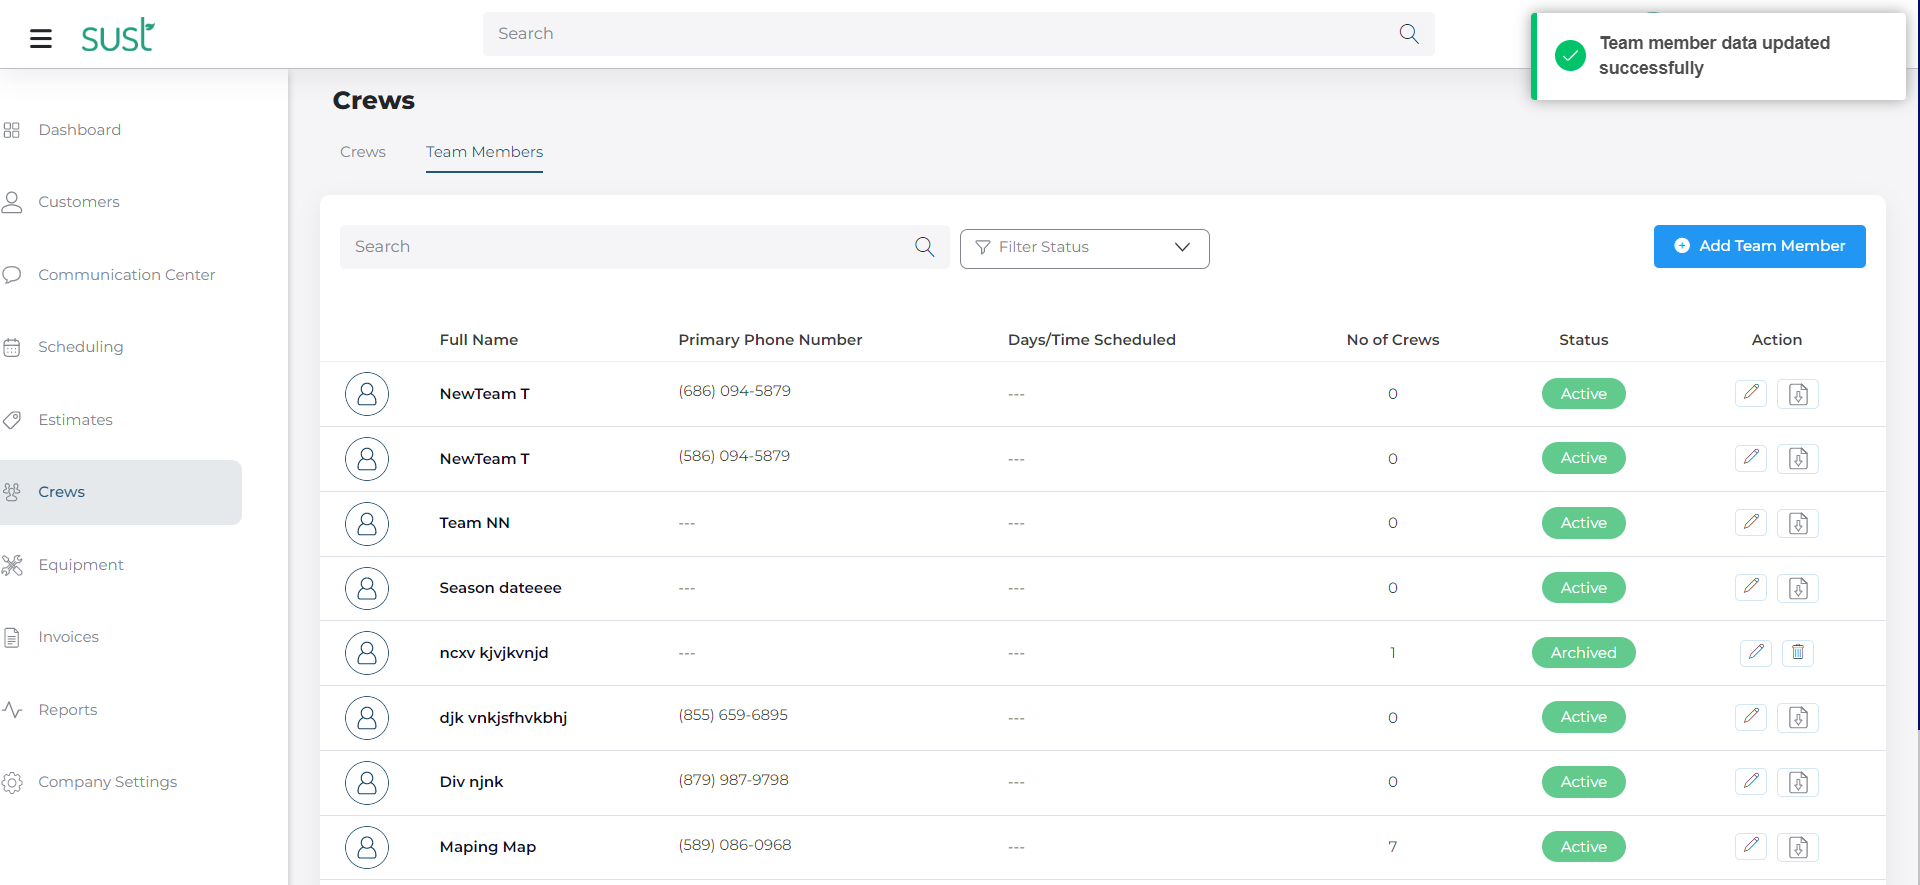 sust
Search
Team member data updated
successfully
Dashboard
Customers
Communication Center
Scheduling
Estimates
Crews
Equipment
Invoices
Reports
Company Settings
Crews
Crews Team Members
Search
Filter Status
Add Team Member
Full Name Primary Phone Number Days/Time Scheduled No of Crews Status Action
NewTeam T (686) 094-5879 --- 0 Active
NewTeam T (586) 094-5879 --- 0 Active
Team NN --- --- 0 Active
Season dateeee --- --- 0 Active
ncxv kjvjkvnjd --- --- 1 Archived
djk vnkjsfhvkbhj (855) 659-6895 --- 0 Active
Div njnk (879) 987-9798 --- 0 Active
Maping Map (589) 086-0968 --- 7 Active